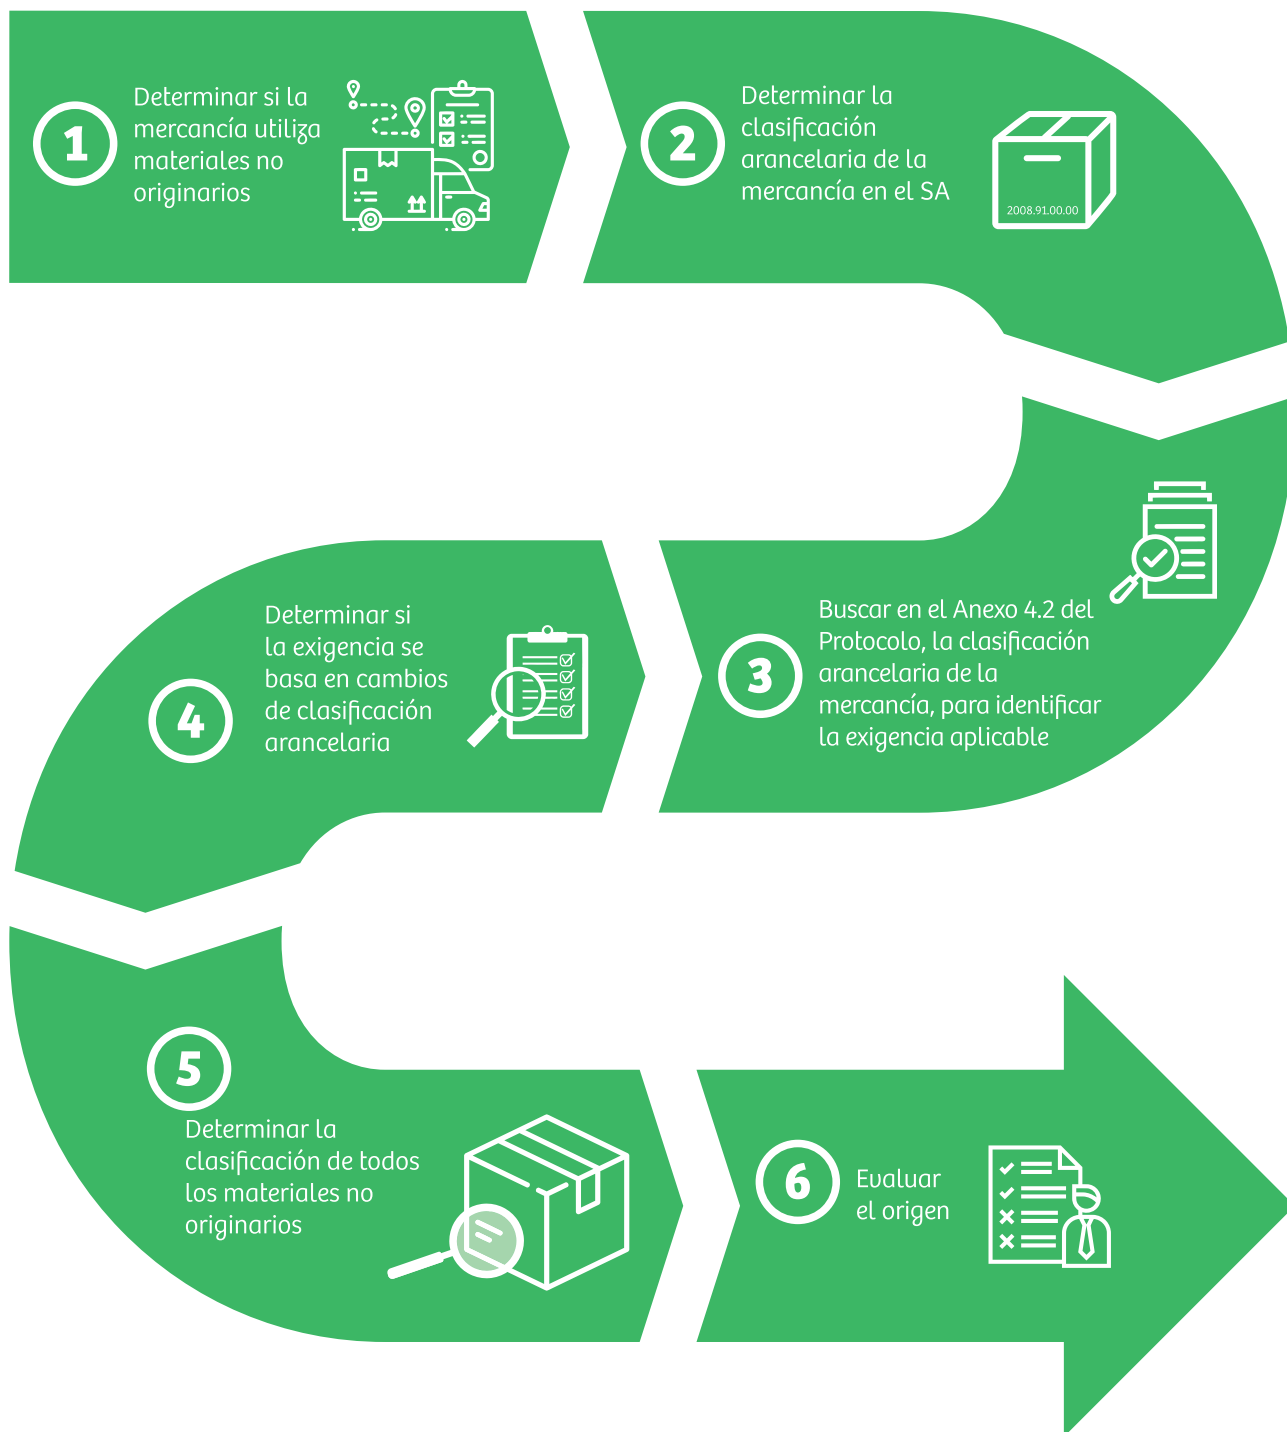 1
Determinar si la
mercancía utiliza
materiales no
originarios
2
Determinar la
clasificación
arancelaria de la
mercancía en el SA
2008.91.00.00
3
Buscar en el Anexo 4.2 del
Protocolo, la clasificación
arancelaria de la
mercancía, para identificar
la exigencia aplicable
4
Determinar si
la exigencia se
basa en cambios
de clasificación
arancelaria
5
Determinar la
clasificación de todos
los materiales no
originarios
6
Evaluar
el origen